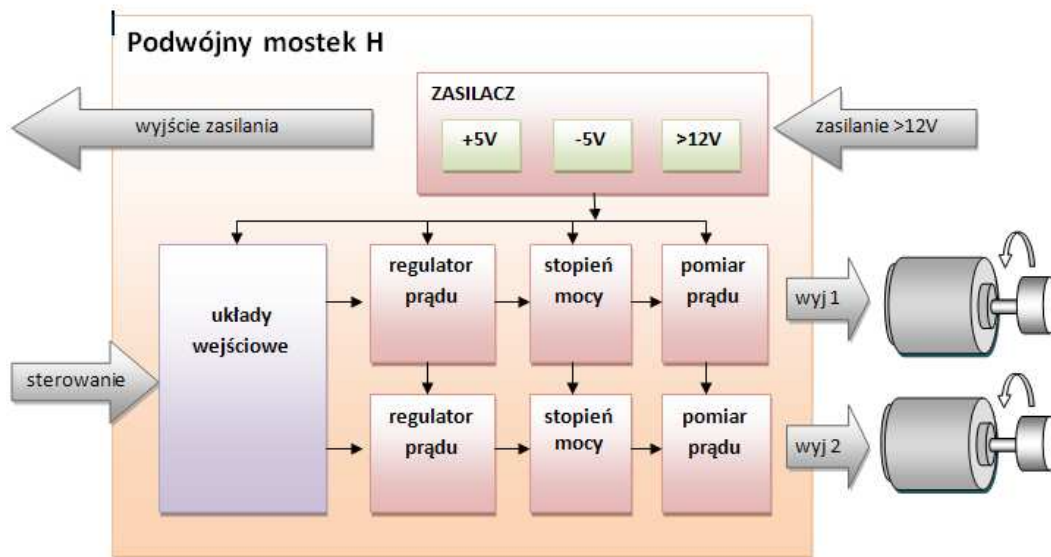 Podwójny mostek H
ZASILACZ
wyjście zasilania
zasilanie >12V
+5V
-5V
>12V
układy
wejściowe
regulator
prądu
stopień
mocy
pomiar
prądu
wyj 1
sterowanie
regulator
prądu
stopień
mocy
pomiar
prądu
wyj 2